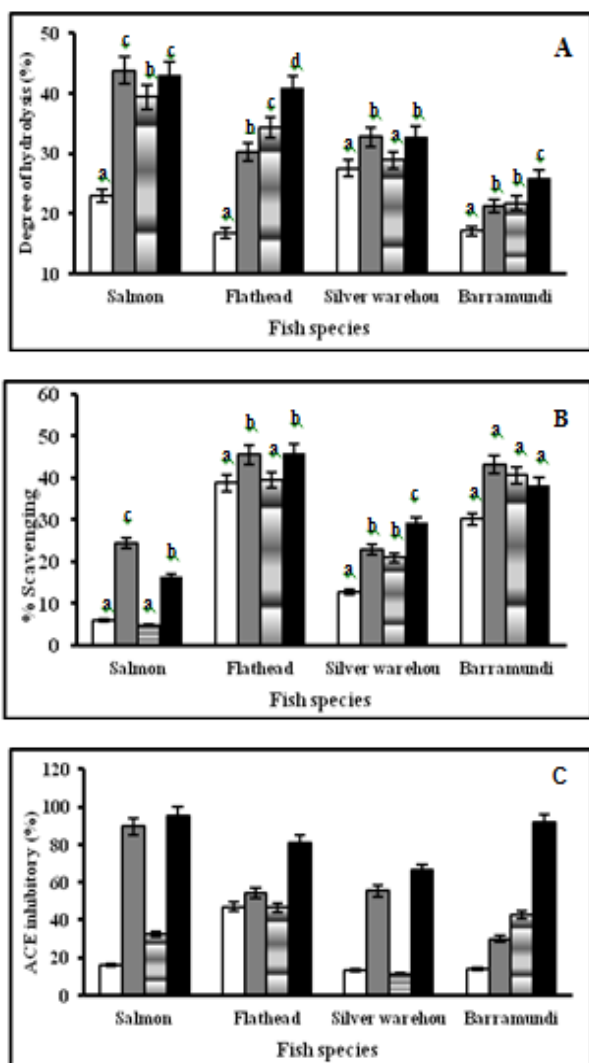 A
Degree of hydrolysis (%)
50
40
30
20
10
a c b c
a b c d
a b a b
a b b c
Salmon Flathead Silver warehou Barramundi
Fish species
B
% Scavenging
60
50
40
30
20
10
0
a c a b
a b a b
a b b c
a a a a
Salmon Flathead Silver warehou Barramundi
Fish species
C
ACE inhibitory (%)
120
100
80
60
40
20
0
Salmon Flathead Silver warehou Barramundi
Fish species